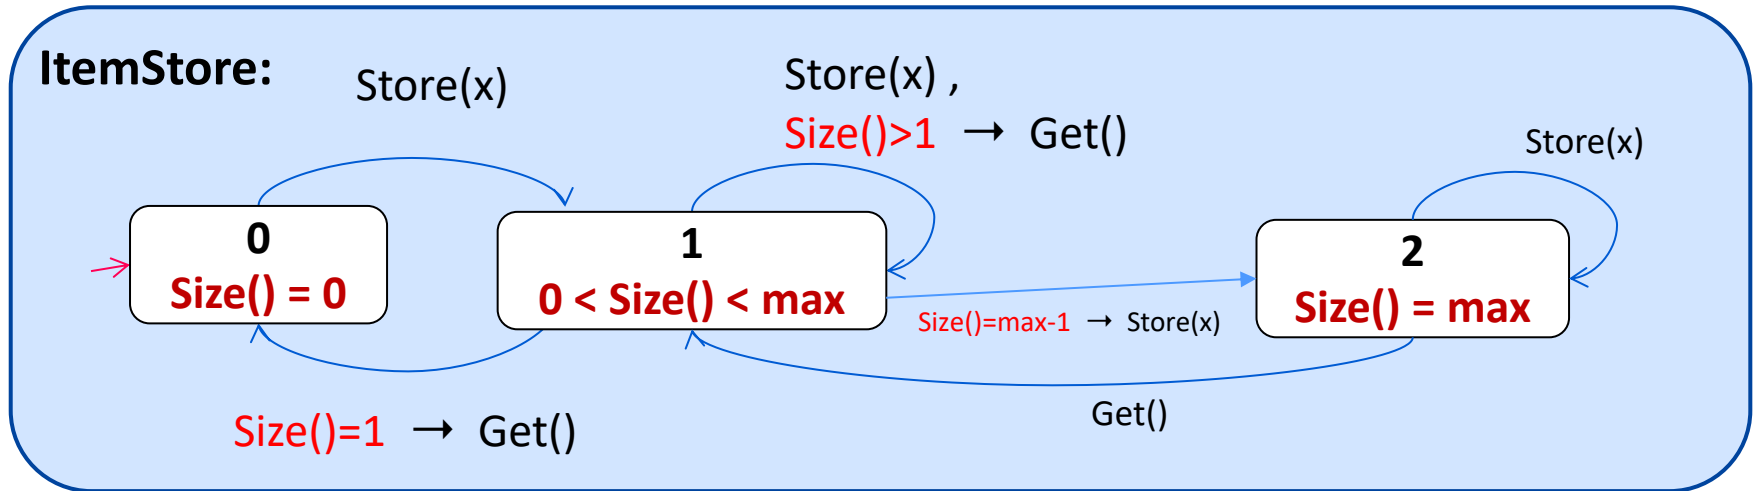 ItemStore:
Store(x)
Store(x) ,
Size()>1 → Get()
Store(x)
0
Size() = 0
1
0 < Size() < max
2
Size() = max
Size()=max-1 → Store(x)
Get()
Size()=1 → Get()